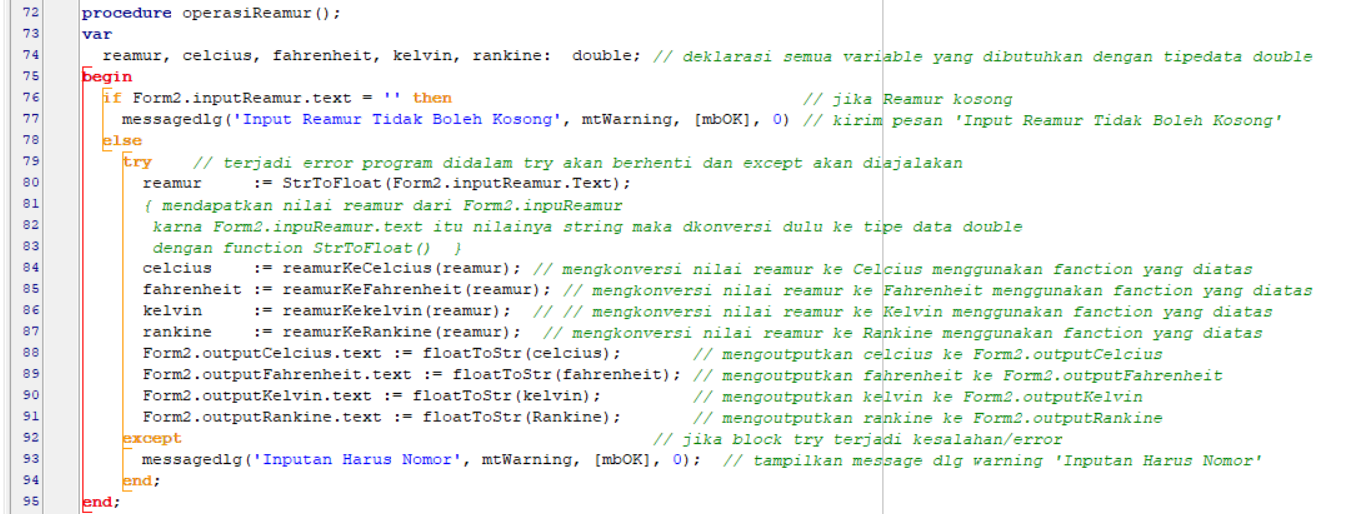 72 procedure operasiReamur();
73 var
74 reamur, celcius, fahrenheit, kelvin, rankine:  double; // deklarasi semua variable yang dibutuhkan dengan tipedata double
75 begin
76 if Form2.inputReamur.text = '' then // jika Reamur kosong
77 messagedlg('Input Reamur Tidak Boleh Kosong', mtWarning, [mbOK], 0) // kirim pesan 'Input Reamur Tidak Boleh Kosong'
78 else
79 try // terjadi error program didalam try akan berhenti dan except akan diajalakan
80 reamur := StrToFloat(Form2.inputReamur.Text);
81 { mendapatkan nilai reamur dari Form2.inpuReamur
82 karna Form2.inpuReamur.text itu nilainya string maka dkonversi dulu ke tipe data double
83 dengan function StrToFloat() }
84 celcius := reamurKeCelcius(reamur); // mengkonversi nilai reamur ke Celcius menggunakan fanction yang diatas
85 fahrenheit := reamurKeFahrenheit(reamur); // mengkonversi nilai reamur ke Fahrenheit menggunakan fanction yang diatas
86 kelvin := reamurKekelvin(reamur); // // mengkonversi nilai reamur ke Kelvin menggunakan fanction yang diatas
87 rankine := reamurKeRankine(reamur); // mengkonversi nilai reamur ke Rankine menggunakan fanction yang diatas
88 Form2.outputCelcius.text := floatToStr(celcius); // mengoutputkan celcius ke Form2.outputCelcius
89 Form2.outputFahrenheit.text := floatToStr(fahrenheit); // mengoutputkan fahrenheit ke Form2.outputFahrenheit
90 Form2.outputKelvin.text := floatToStr(kelvin); // mengoutputkan kelvin ke Form2.outputKelvin
91 Form2.outputRankine.text := floatToStr(Rankine); // mengoutputkan rankine ke Form2.outputRankine
92 except // jika block try terjadi kesalahan/error
93 messagedlg('Inputan Harus Nomor', mtWarning, [mbOK], 0); // tampilkan message dlg warning 'Inputan Harus Nomor'
94 end;
95 end;